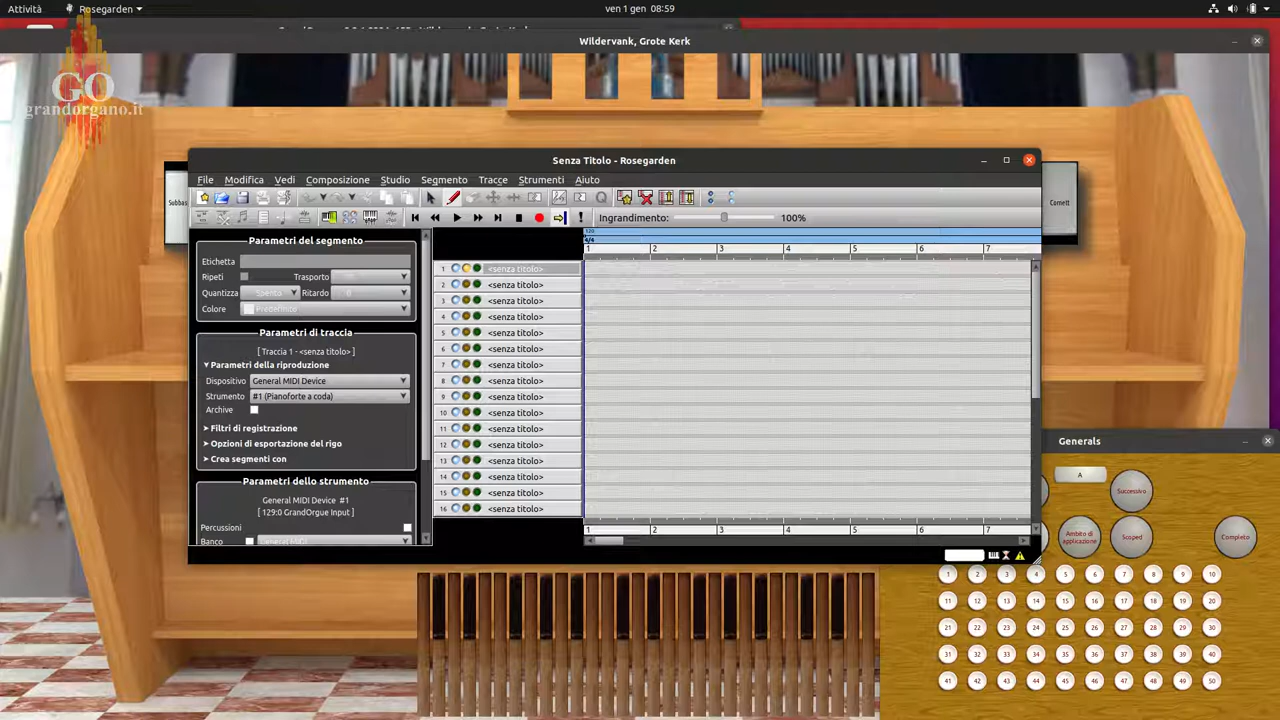 Attività
Rosegarden
ven 1 gen 08:59
Wildervank, Grote Kerk
GO
grandorgano.it
Subbas
Cornett
Senza Titolo - Rosegarden
File Modifica Vedi Composizione Studio Segmento Tracce Strumenti Aiuto
Ingrandimento: 100%
Parametri del segmento
Etichetta
Ripeti Trasporto
Quantizza Spento Ritardo 0
Colore Predefinito
Parametri di traccia
[ Traccia 1 - <senza titolo> ]
Parametri della riproduzione
Dispositivo General MIDI Device
Strumento #1 (Pianoforte a coda)
Archive
Filtri di registrazione
Opzioni di esportazione del rigo
Crea segmenti con
Parametri dello strumento
General MIDI Device #1
[ 129:0 GrandOrgue Input ]
Percussioni
Banco General MIDI
120
4/4
1 2 3 4 5 6 7
1 <senza titolo>
2 <senza titolo>
3 <senza titolo>
4 <senza titolo>
5 <senza titolo>
6 <senza titolo>
7 <senza titolo>
8 <senza titolo>
9 <senza titolo>
10 <senza titolo>
11 <senza titolo>
12 <senza titolo>
13 <senza titolo>
14 <senza titolo>
15 <senza titolo>
16 <senza titolo>
1 2 3 4 5 6 7
Generals
A
Successivo
Ambito di
applicazione
Scoped
Completo
1 2 3 4 5 6 7 8 9 10
11 12 13 14 15 16 17 18 19 20
21 22 23 24 25 26 27 28 29 30
31 32 33 34 35 36 37 38 39 40
41 42 43 44 45 46 47 48 49 50